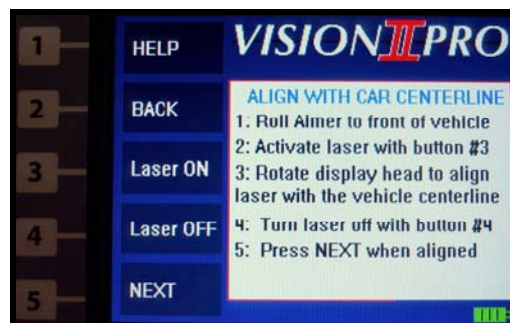 VISION II PRO
1
HELP
2
BACK
3
Laser ON
4
Laser OFF
5
NEXT
ALIGN WITH CAR CENTERLINE
1: Roll Aimer to front of vehicle
2: Activate laser with button #3
3: Rotate display head to align
laser with the vehicle centerline
4: Turn laser off with button #4
5: Press NEXT when aligned